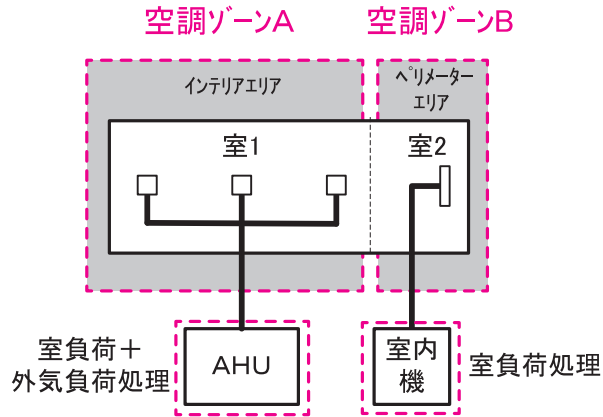 空調ゾーンA
空調ゾーンB
インテリアエリア
ペリメーター
エリア
室1
室2
室負荷＋
外気負荷処理
AHU
室内
機
室負荷処理